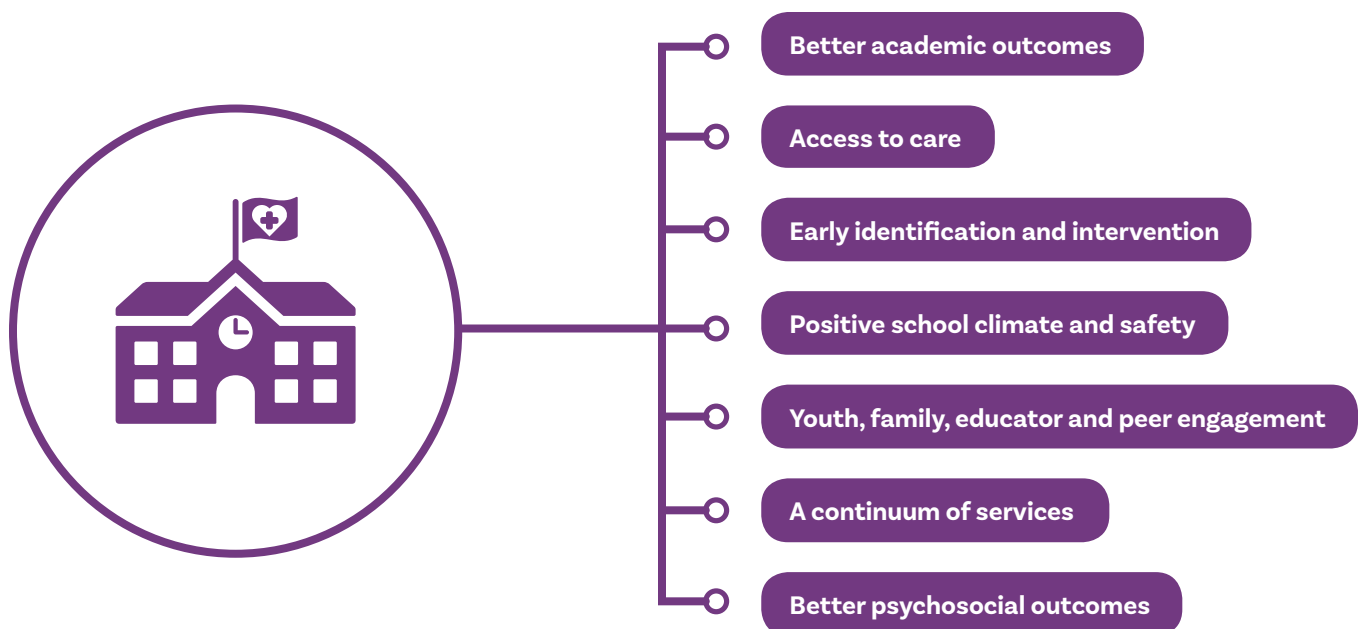 Better academic outcomes
Access to care
Early identification and intervention
Positive school climate and safety
Youth, family, educator and peer engagement
A continuum of services
Better psychosocial outcomes